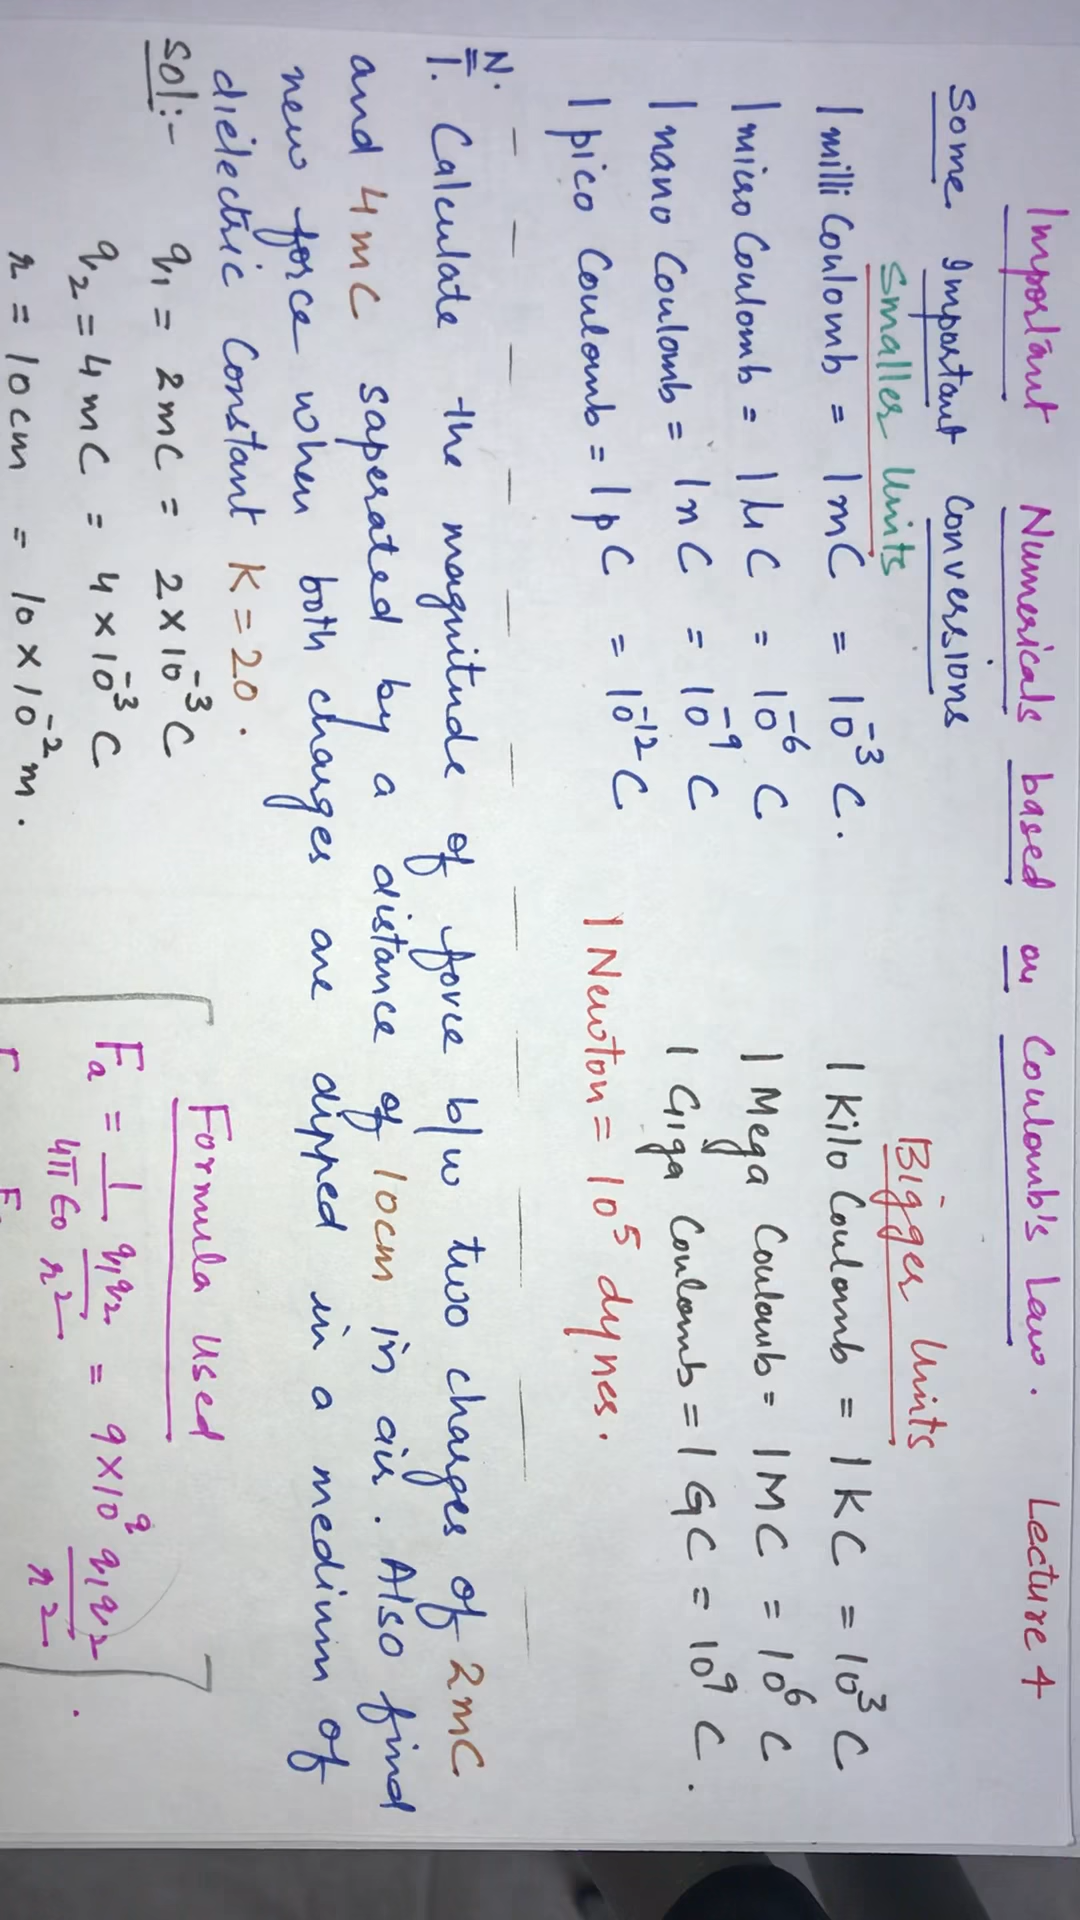 Important Numericals based on Coulomb's Law. Lecture 4
Some Important Conversions
Smaller Units
Bigger Units
1 milli Coulomb = 1mC = 10⁻³ C.
1 Kilo Coulomb = 1 KC = 10³ C
1 micro Coulomb = 1μC = 10⁻⁶ C
1 Mega Coulomb = 1MC = 10⁶ C
1 nano Coulomb = 1nC = 10⁻⁹ C
1 Giga Coulomb = 1 GC = 10⁹ C.
1 pico Coulomb = 1pC = 10⁻¹² C
1 Newton = 10⁵ dynes.
N.
1. Calculate the magnitude of force b/w two charges of 2mC
and 4mC saperated by a distance of 10cm in air. Also find
new force when both charges are dipped in a medium of
dielectric Constant K = 20.
Sol:-
q₁ = 2mC = 2×10⁻³ C
q₂ = 4mC = 4×10⁻³ C
r = 10cm = 10×10⁻² m.
Formula Used
Fa = 1/4πε₀ q₁q₂/r² = 9×10⁹ q₁q₂/r².